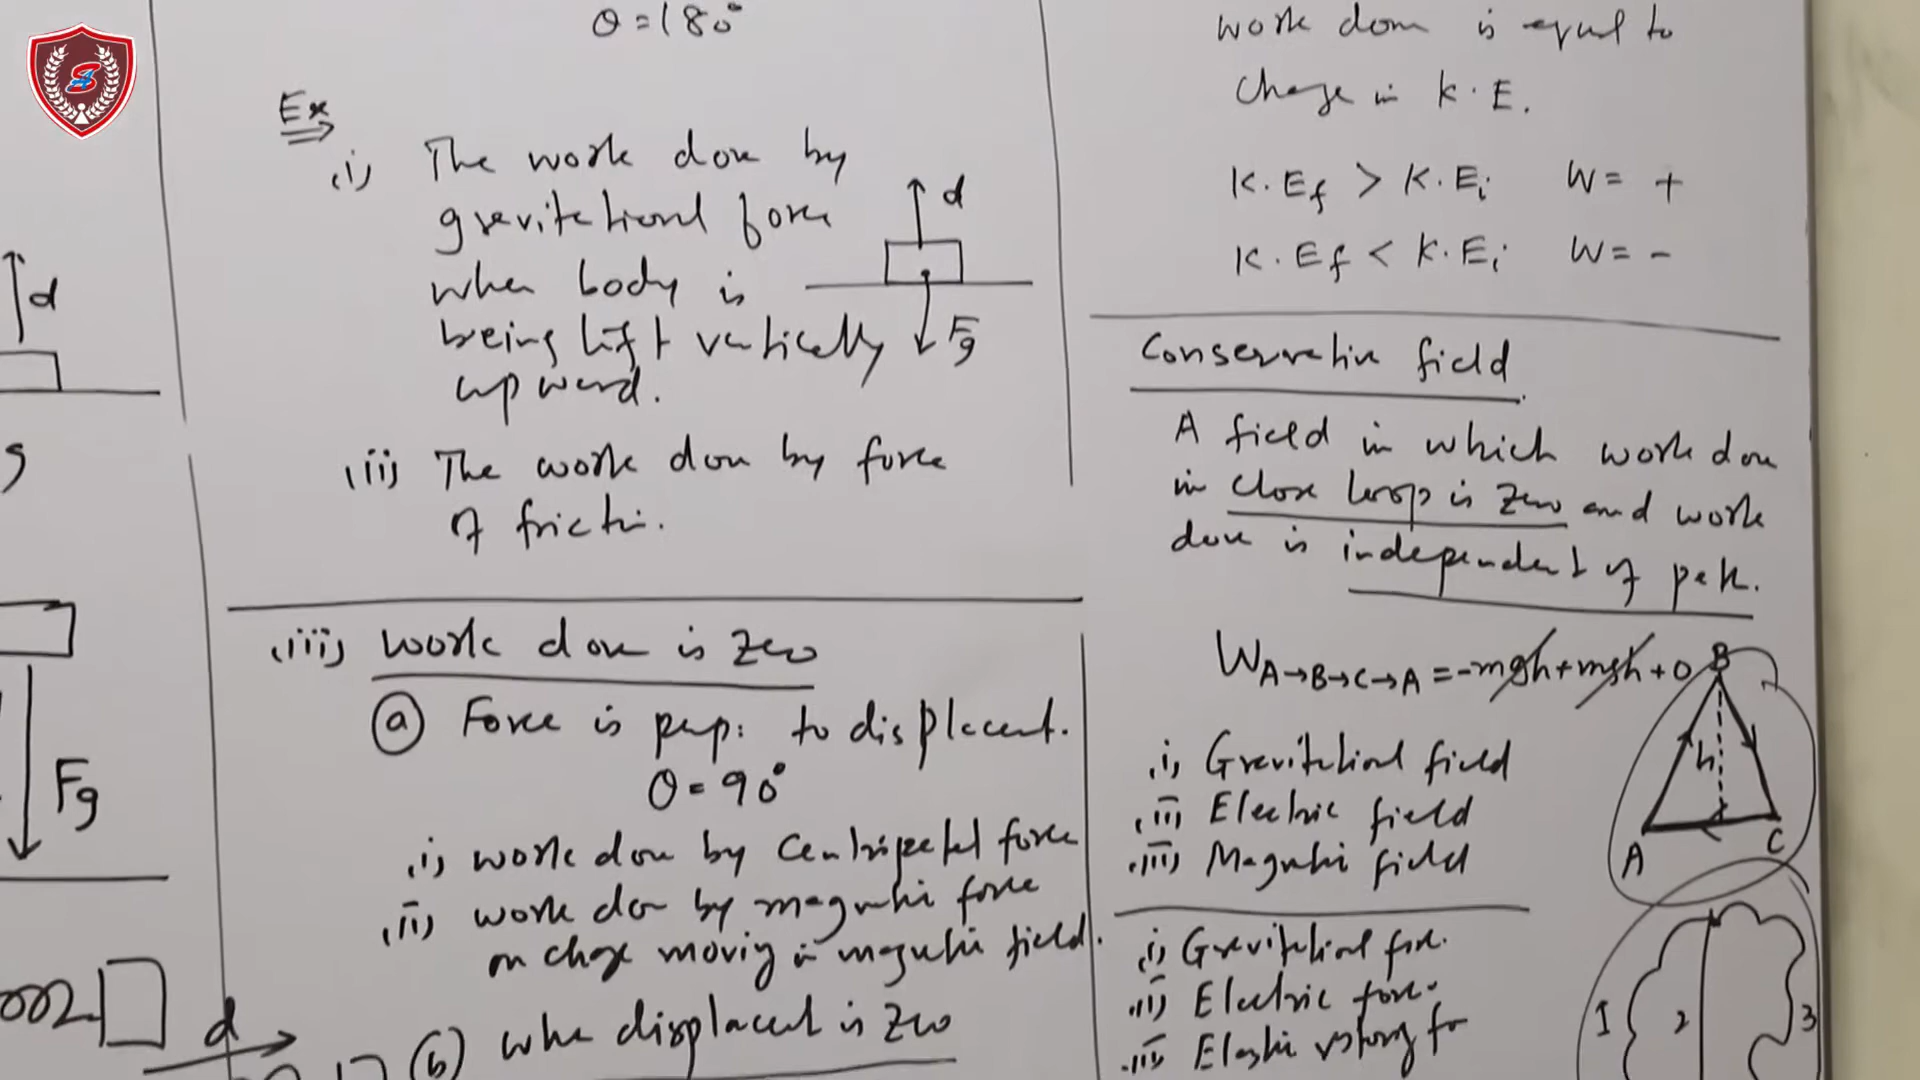 θ = 180°
Ex
(i) The work done by
gravitational force
when body is
being lift vertically
upward.
d
Fg
(ii) The work done by force
of friction.
(iii) Work done is zero
(a) Force is perp: to displacement.
θ = 90°
(i) work done by Centripetal force
(ii) work done by magnetic force
on charge moving in magnetic field.
(b) When displacement is zero
d
Fg
d
work done is equal to
change in K.E.
K.Ef > K.Ei W = +
K.Ef < K.Ei W = -
Conservative field.
A field in which work done
in close loop is zero and work
done is independent of path.
WA→B→C→A = -mgh+mgh+0
B
h
A C
(i) Gravitational field
(ii) Electric field
(iii) Magnetic field
(i) Gravitational force.
(ii) Electric force.
(iii) Elastic restoring
1 2 3